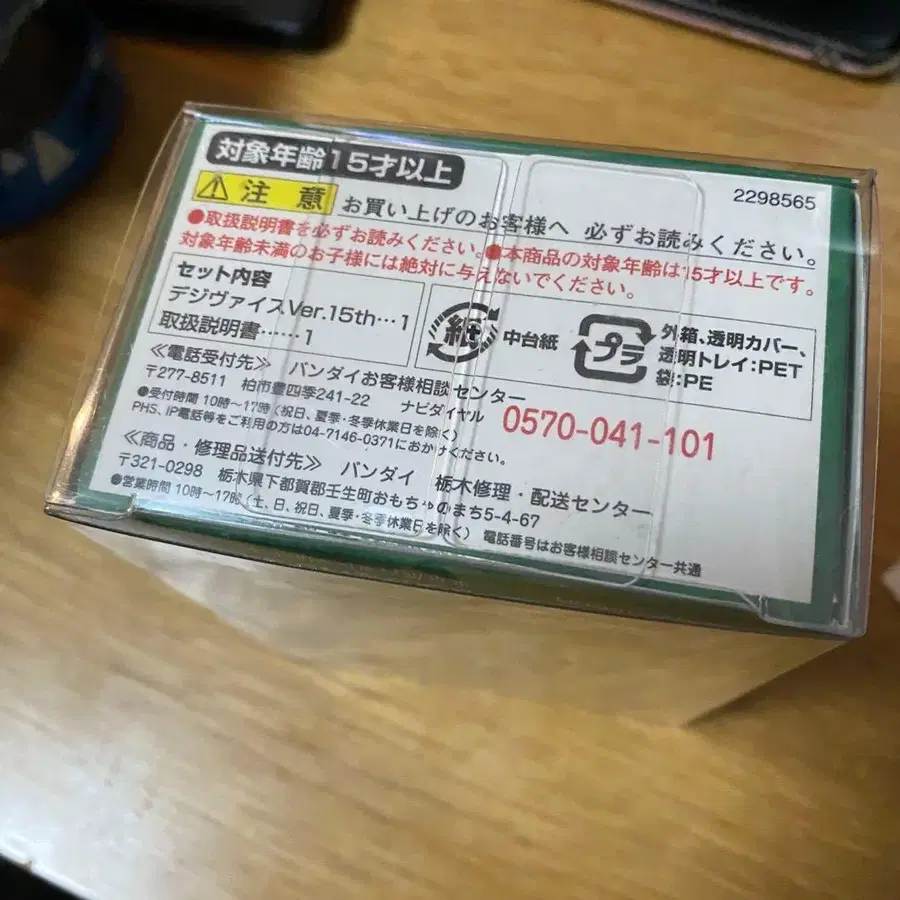 対象年齢15才以上
2298565
注 意 お買い上げのお客様へ 必ずお読みください。
●取扱説明書を必ずお読みください。●本商品の対象年齢は15才以上です。
対象年齢未満のお子様には絶対に与えないでください。
セット内容
デジヴァイスVer.15th…1
取扱説明書……1
紙 中台紙
プラ 外箱、透明カバー、
透明トレイ:PET
袋:PE
≪電話受付先≫ バンダイお客様相談センター
〒277-8511 柏市豊四季241-22 ナビダイヤル 0570-041-101
●受付時間 10時〜17時(祝日、夏季・冬季休業日を除く)
PHS、IP電話等をご利用の方は04-7146-0371におかけください。
≪商品・修理品送付先≫ バンダイ 栃木修理・配送センター
〒321-0298 栃木県下都賀郡壬生町おもちゃのまち5-4-67
●営業時間 10時〜17時(土、日、祝日、夏季・冬季休業日を除く) 電話番号はお客様相談センター共通